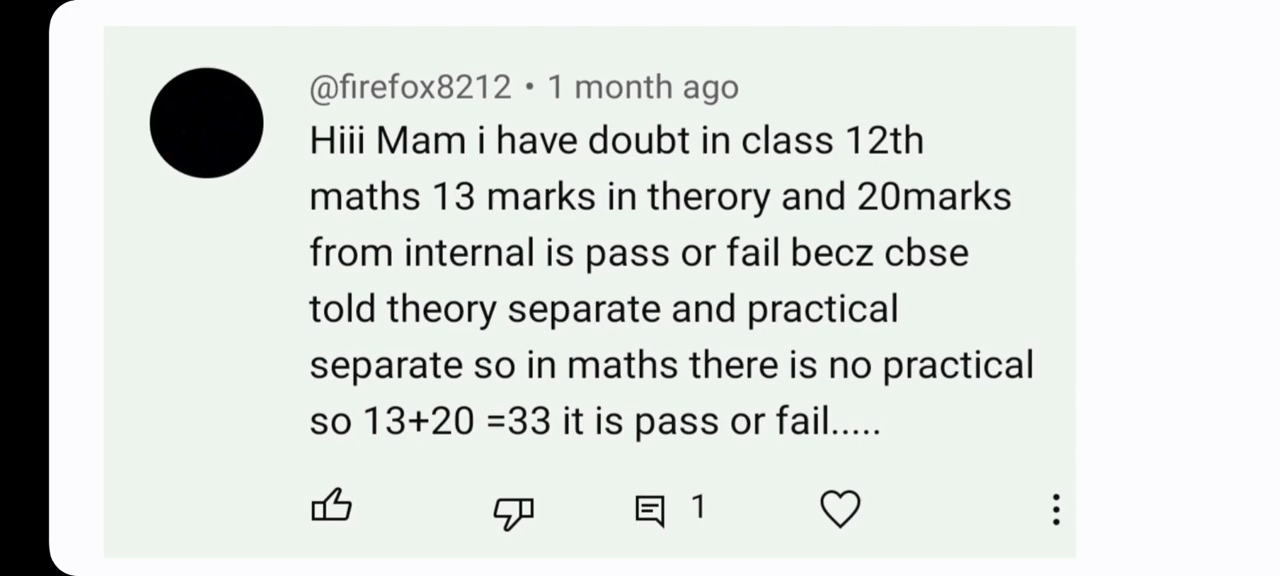 @firefox8212 • 1 month ago
Hiii Mam i have doubt in class 12th
maths 13 marks in therory and 20marks
from internal is pass or fail becz cbse
told theory separate and practical
separate so in maths there is no practical
so 13+20 =33 it is pass or fail.....
1